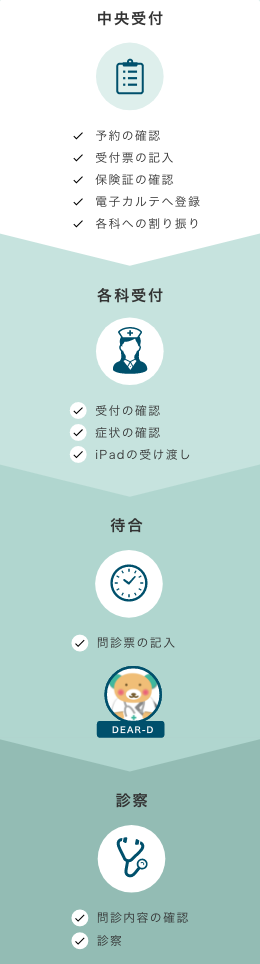 中央受付
予約の確認
受付票の記入
保険証の確認
電子カルテへ登録
各科への割り振り
各科受付
受付の確認
症状の確認
iPadの受け渡し
待合
問診票の記入
DEAR-D
診察
問診内容の確認
診察